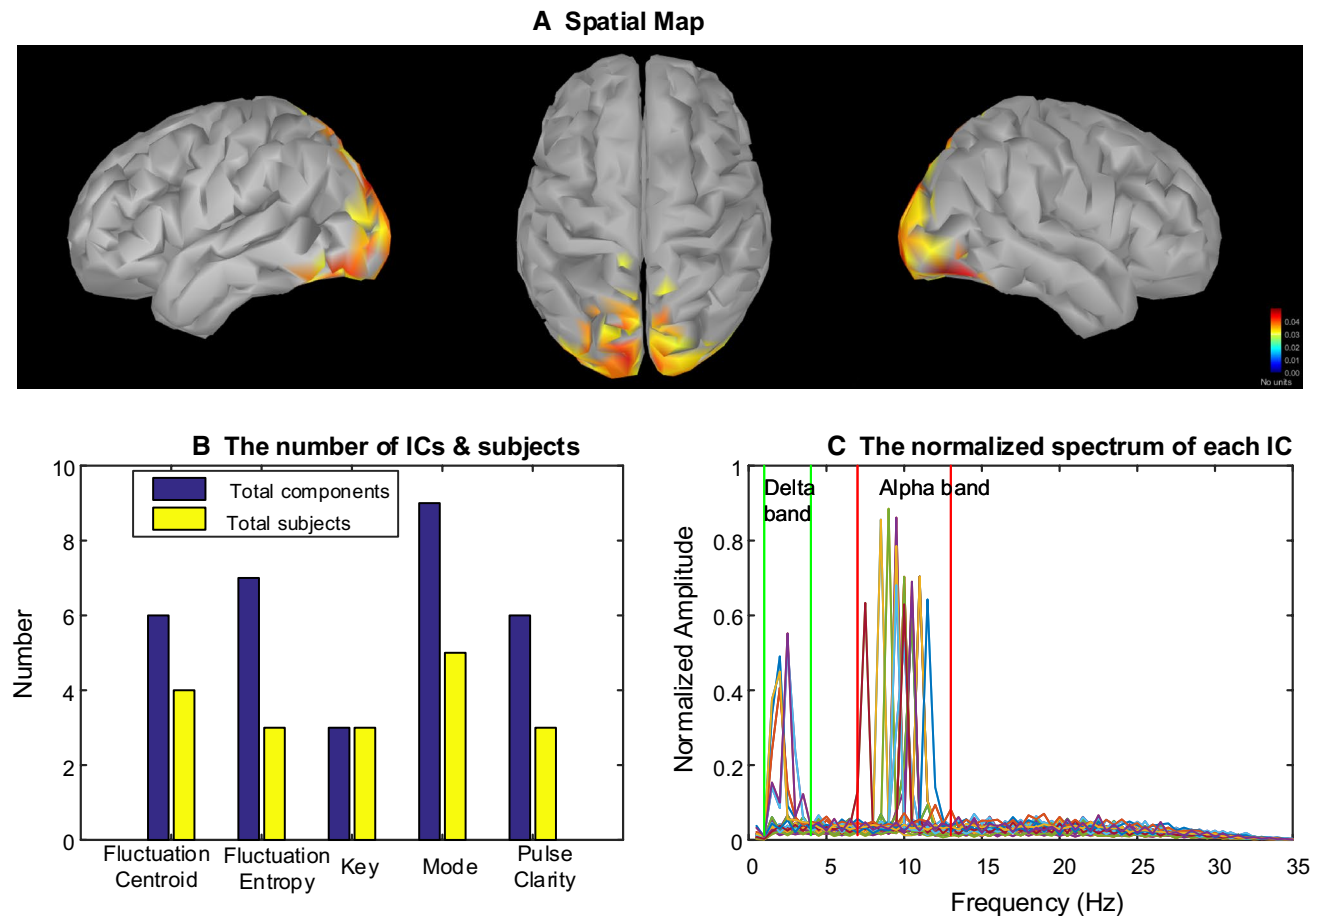 A Spatial Map
0.04
0.03
0.02
0.01
0.00
No units
B The number of ICs & subjects
10
8
6
4
2
0
Number
Total components
Total subjects
Fluctuation
Centroid
Fluctuation
Entropy
Key
Mode
Pulse
Clarity
C The normalized spectrum of each IC
1
0.8
0.6
0.4
0.2
0
Normalized Amplitude
Delta
band
Alpha band
0
5
10
15
20
25
30
35
Frequency (Hz)